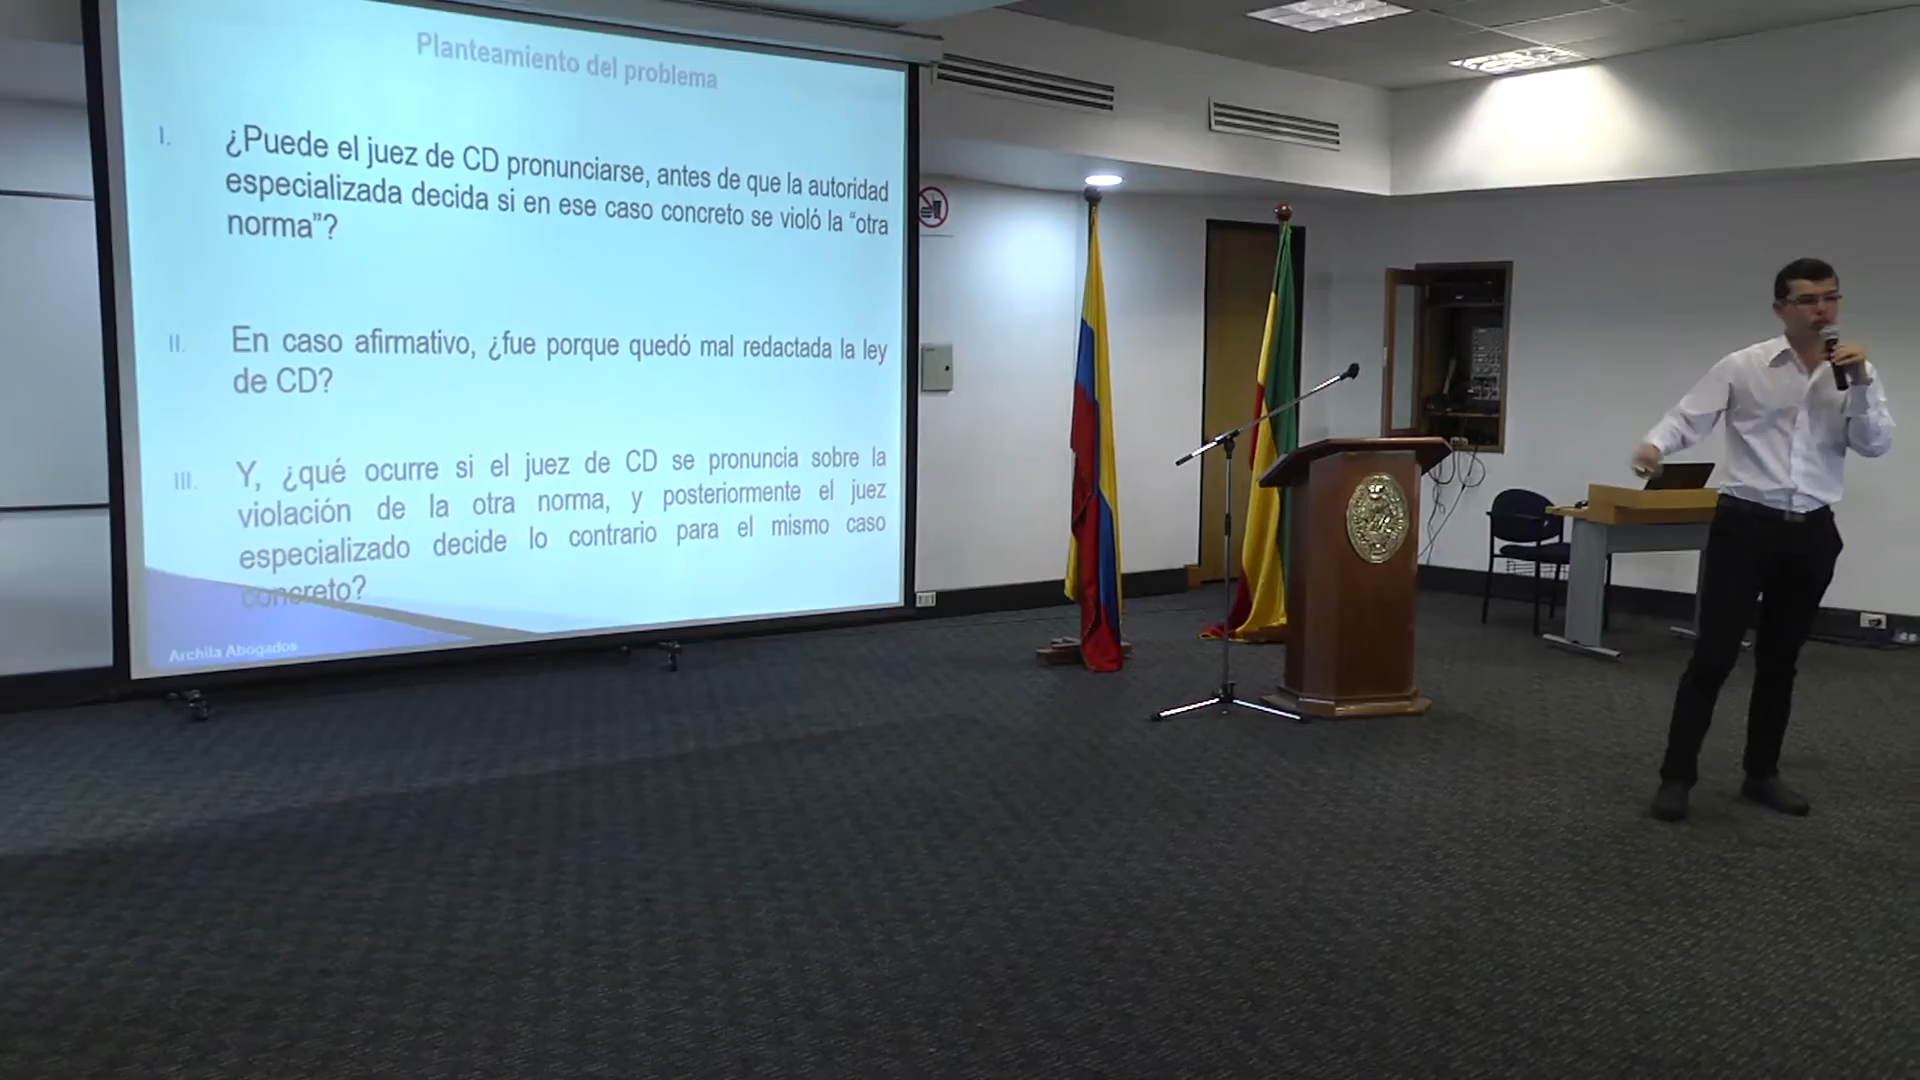 Planteamiento del problema
I. ¿Puede el juez de CD pronunciarse, antes de que la autoridad
especializada decida si en ese caso concreto se violó la “otra
norma”?
II. En caso afirmativo, ¿fue porque quedó mal redactada la ley
de CD?
III. Y, ¿qué ocurre si el juez de CD se pronuncia sobre la
violación de la otra norma, y posteriormente el juez
especializado decide lo contrario para el mismo caso
concreto?
Archila Abogados